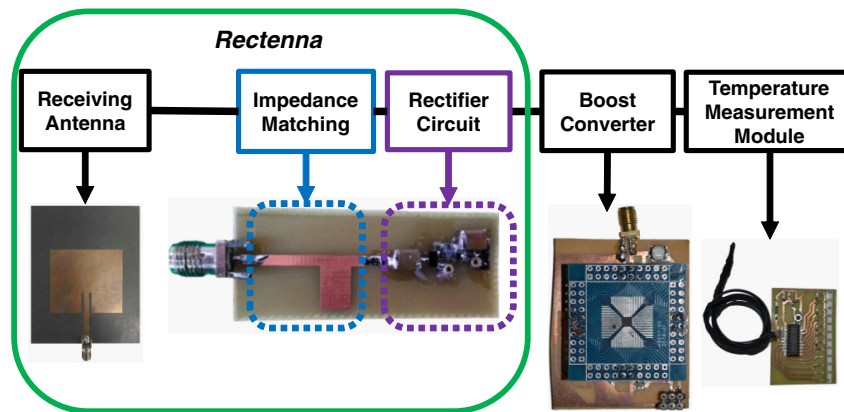 Rectenna
Receiving
Antenna
Impedance
Matching
Rectifier
Circuit
Boost
Converter
Temperature
Measurement
Module